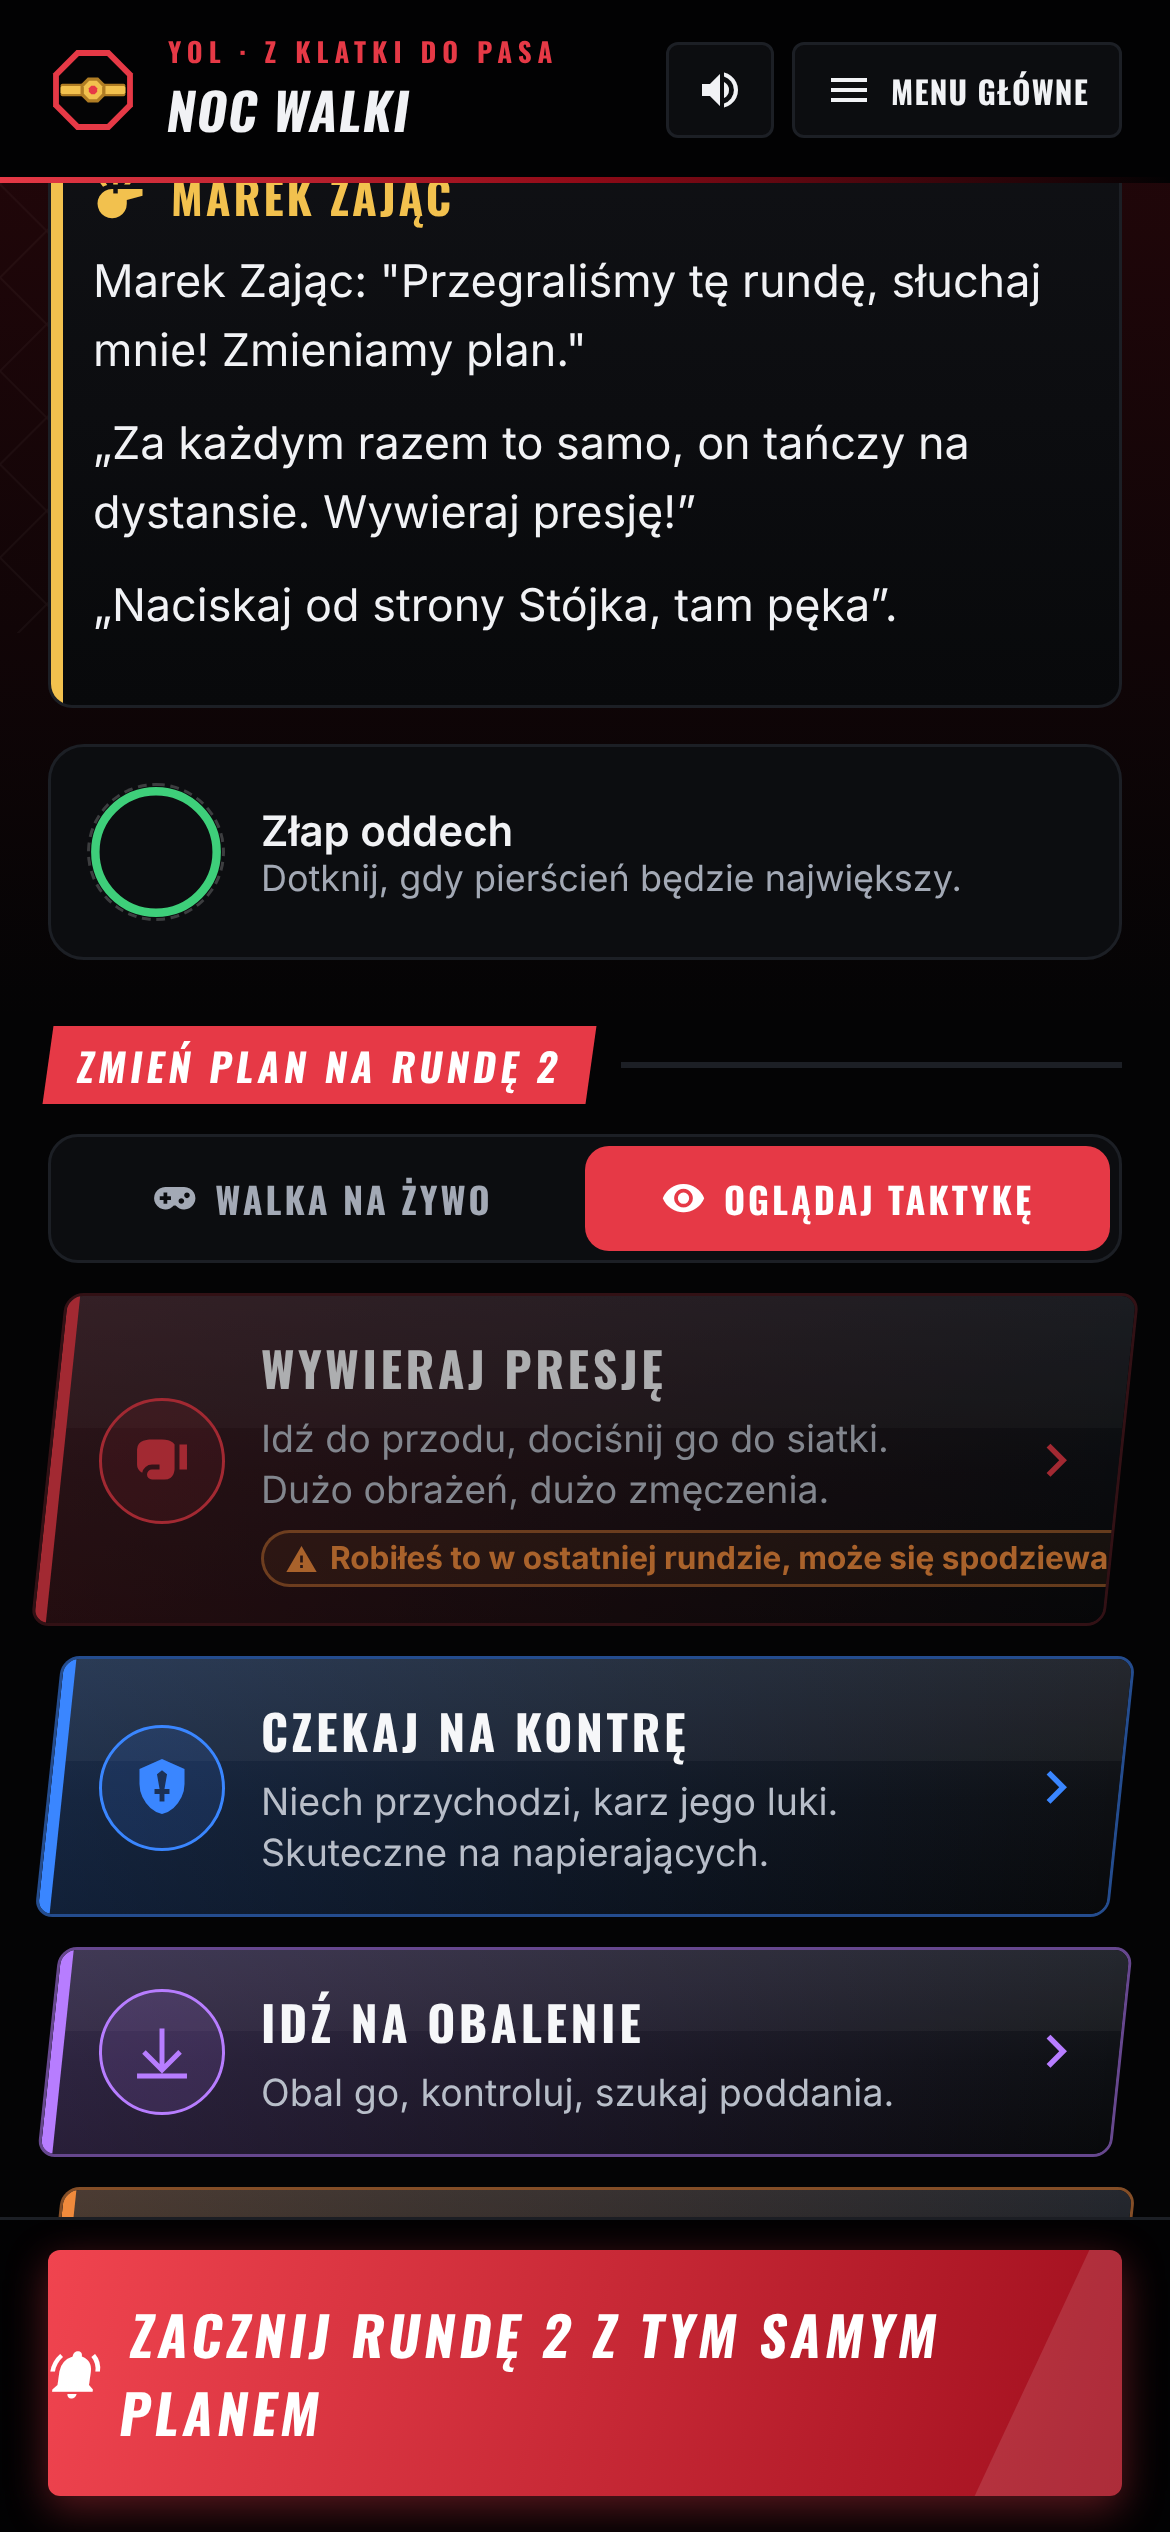 YOL · Z KLATKI DO PASA
NOC WALKI
MENU GŁÓWNE
MAREK ZAJĄC
Marek Zając: "Przegraliśmy tę rundę, słuchaj
mnie! Zmieniamy plan."
„Za każdym razem to samo, on tańczy na
dystansie. Wywieraj presję!”
„Naciskaj od strony Stójka, tam pęka”.
Złap oddech
Dotknij, gdy pierścień będzie największy.
ZMIEŃ PLAN NA RUNDĘ 2
WALKA NA ŻYWO
OGLĄDAJ TAKTYKĘ
WYWIERAJ PRESJĘ
Idź do przodu, dociśnij go do siatki.
Dużo obrażeń, dużo zmęczenia.
Robiłeś to w ostatniej rundzie, może się spodziewa
CZEKAJ NA KONTRĘ
Niech przychodzi, karz jego luki.
Skuteczne na napierających.
IDŹ NA OBALENIE
Obal go, kontroluj, szukaj poddania.
ZACZNIJ RUNDĘ 2 Z TYM SAMYM
PLANEM